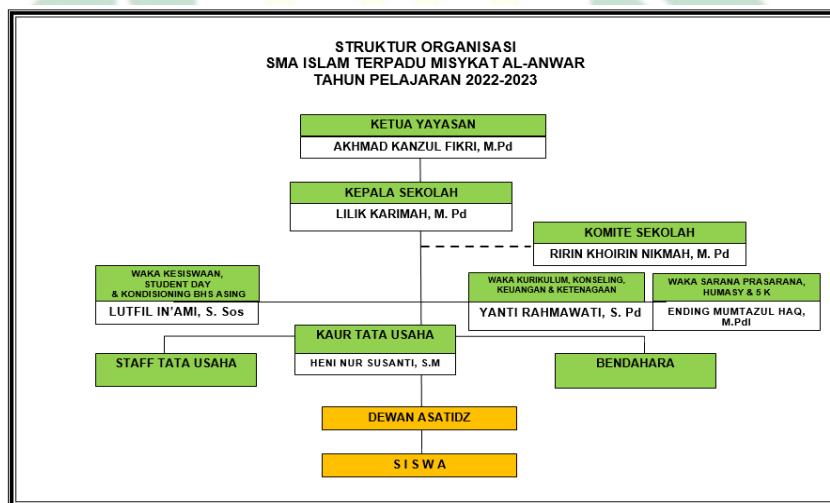 STRUKTUR ORGANISASI
SMA ISLAM TERPADU MISYKAT AL-ANWAR
TAHUN PELAJARAN 2022-2023
KETUA YAYASAN
AKHMAD KANZUL FIKRI, M.Pd
KEPALA SEKOLAH
LILIK KARIMAH, M. Pd
KOMITE SEKOLAH
RIRIN KHOIRIN NIKMAH, M. Pd
WAKA KESISWAAN,
STUDENT DAY
& KONDISIONING BHS ASING
LUTFIL IN'AMI, S. Sos
WAKA KURIKULUM, KONSELING,
KEUANGAN & KETENAGAAN
YANTI RAHMAWATI, S. Pd
WAKA SARANA PRASARANA,
HUMASY & 5 K
ENDING MUMTAZUL HAQ,
M.PdI
KAUR TATA USAHA
HENI NUR SUSANTI, S.M
STAFF TATA USAHA
BENDAHARA
DEWAN ASATIDZ
S I S W A